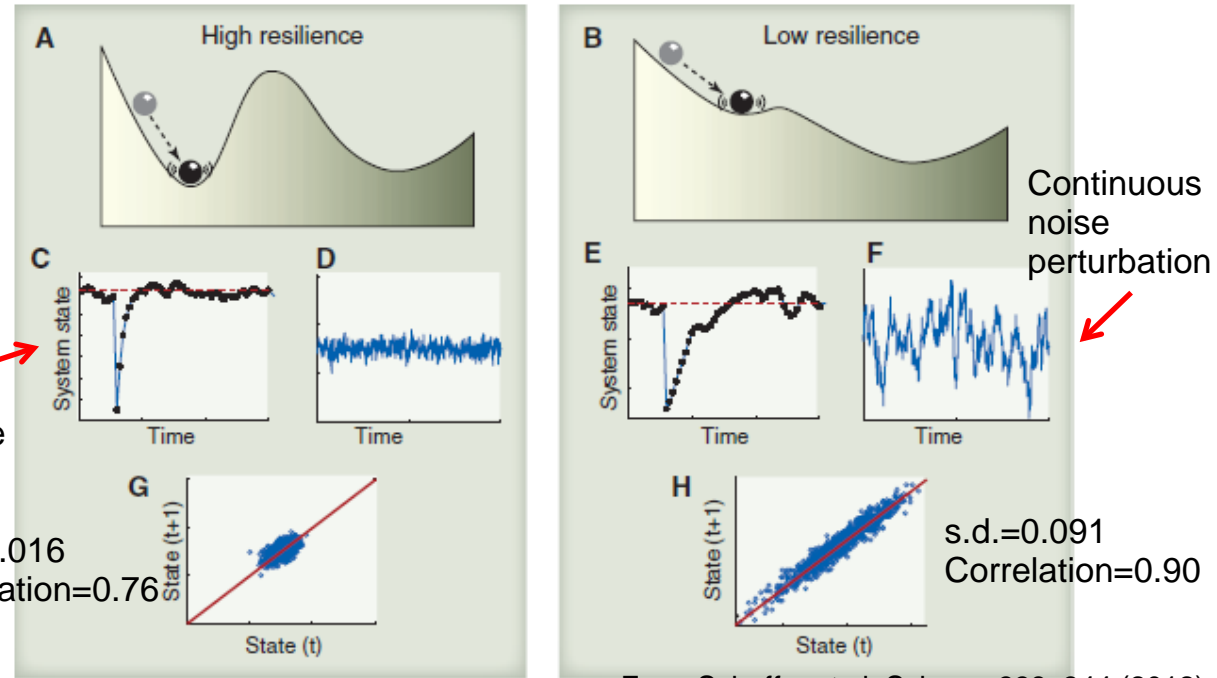 A
High resilience
B
Low resilience
Continuous
noise
perturbation
C
System state
Time
D
Time
E
System state
Time
F
Time
G
State (t+1)
State (t)
.016
ation=0.76
H
State (t+1)
State (t)
s.d.=0.091
Correlation=0.90